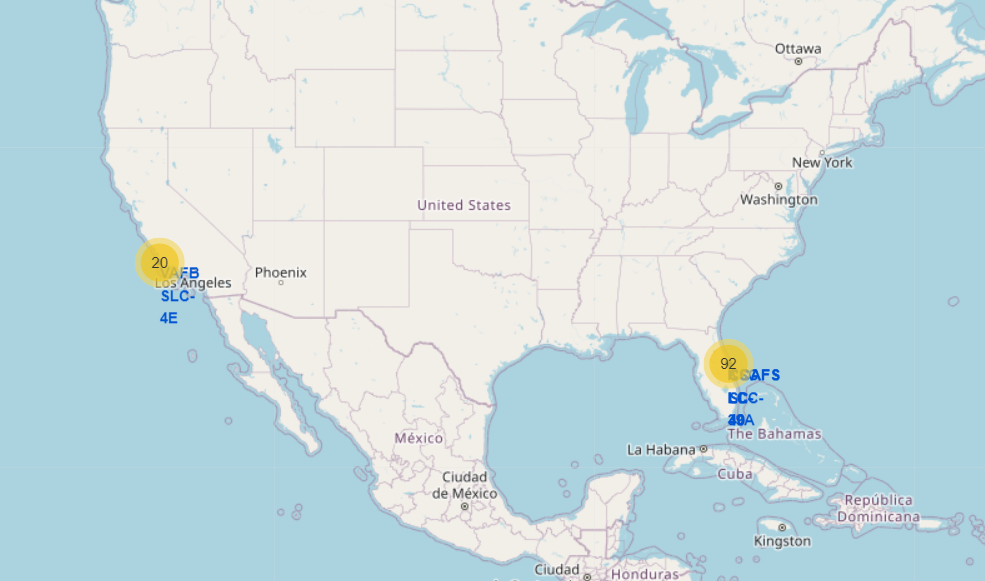 Ottawa
New York
Washington
United States
20
VAFB
SLC-
4E
Los Angeles
Phoenix
92
The Bahamas
México
La Habana
Cuba
Ciudad
de México
República
Dominicana
Kingston
Ciudad
Honduras